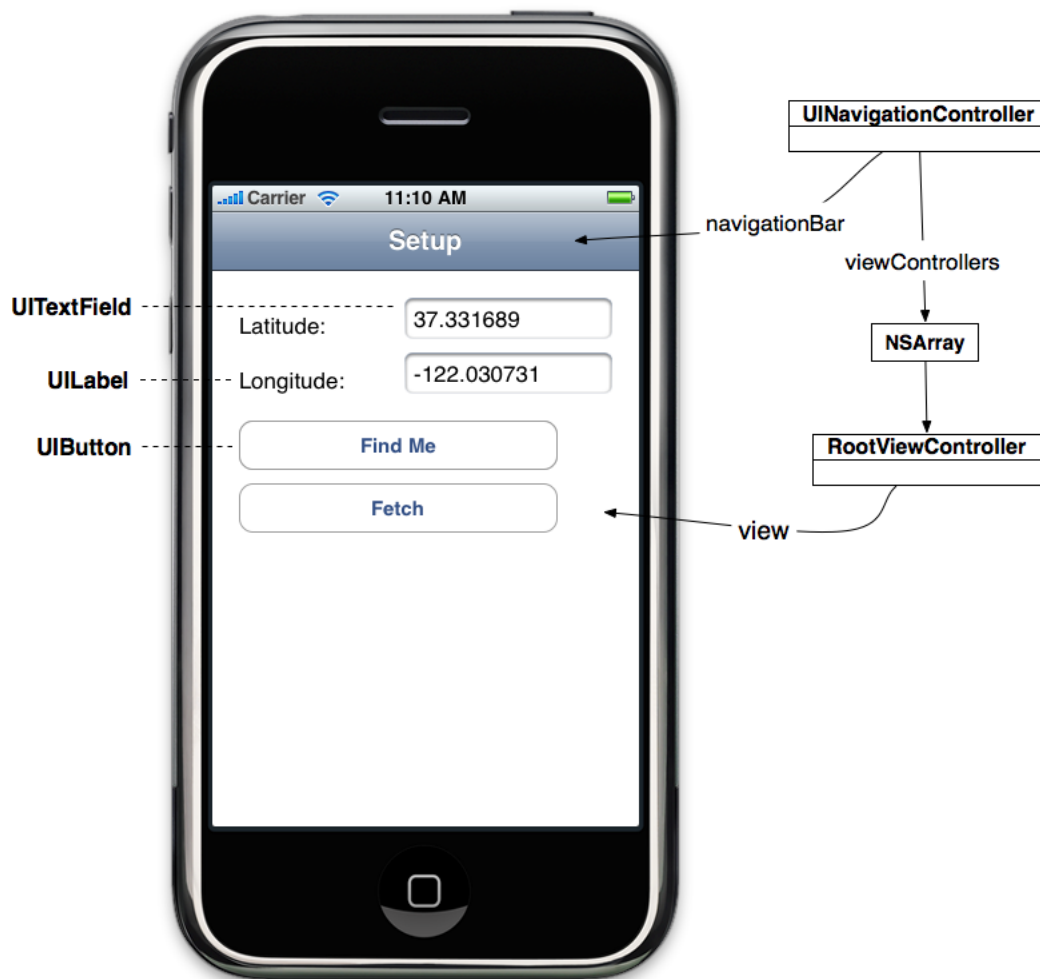 UINavigationController
Carrier 11:10 AM
navigationBar
Setup
viewControllers
UITextField
Latitude:
37.331689
NSArray
UILabel
Longitude:
-122.030731
UIButton
Find Me
RootViewController
Fetch
view